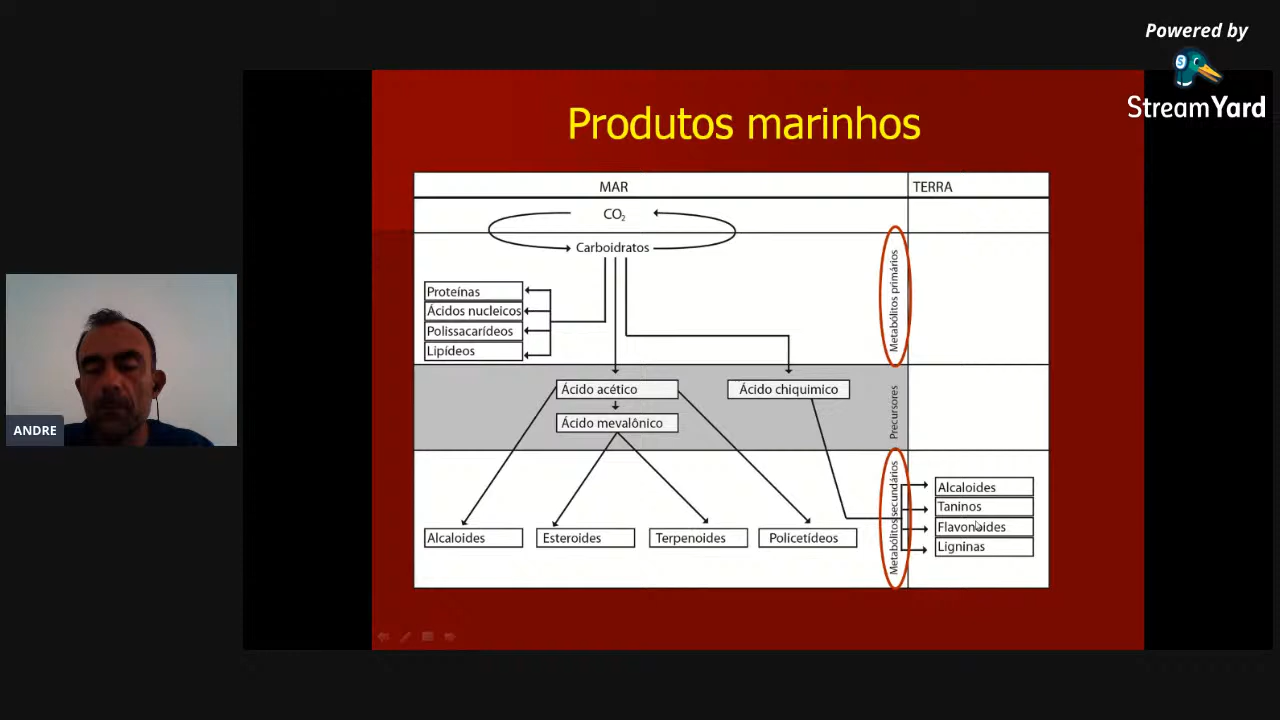 Powered by
StreamYard
Produtos marinhos
MAR
TERRA
CO₂
Carboidratos
Proteínas
Ácidos nucleicos
Polissacarídeos
Lipídeos
Metabólitos primários
Ácido acético
Ácido chiquimico
Ácido mevalônico
Precursores
Alcaloides
Esteroides
Terpenoides
Policetídeos
Metabólitos secundários
Alcaloides
Taninos
Flavonoides
Ligninas
ANDRE